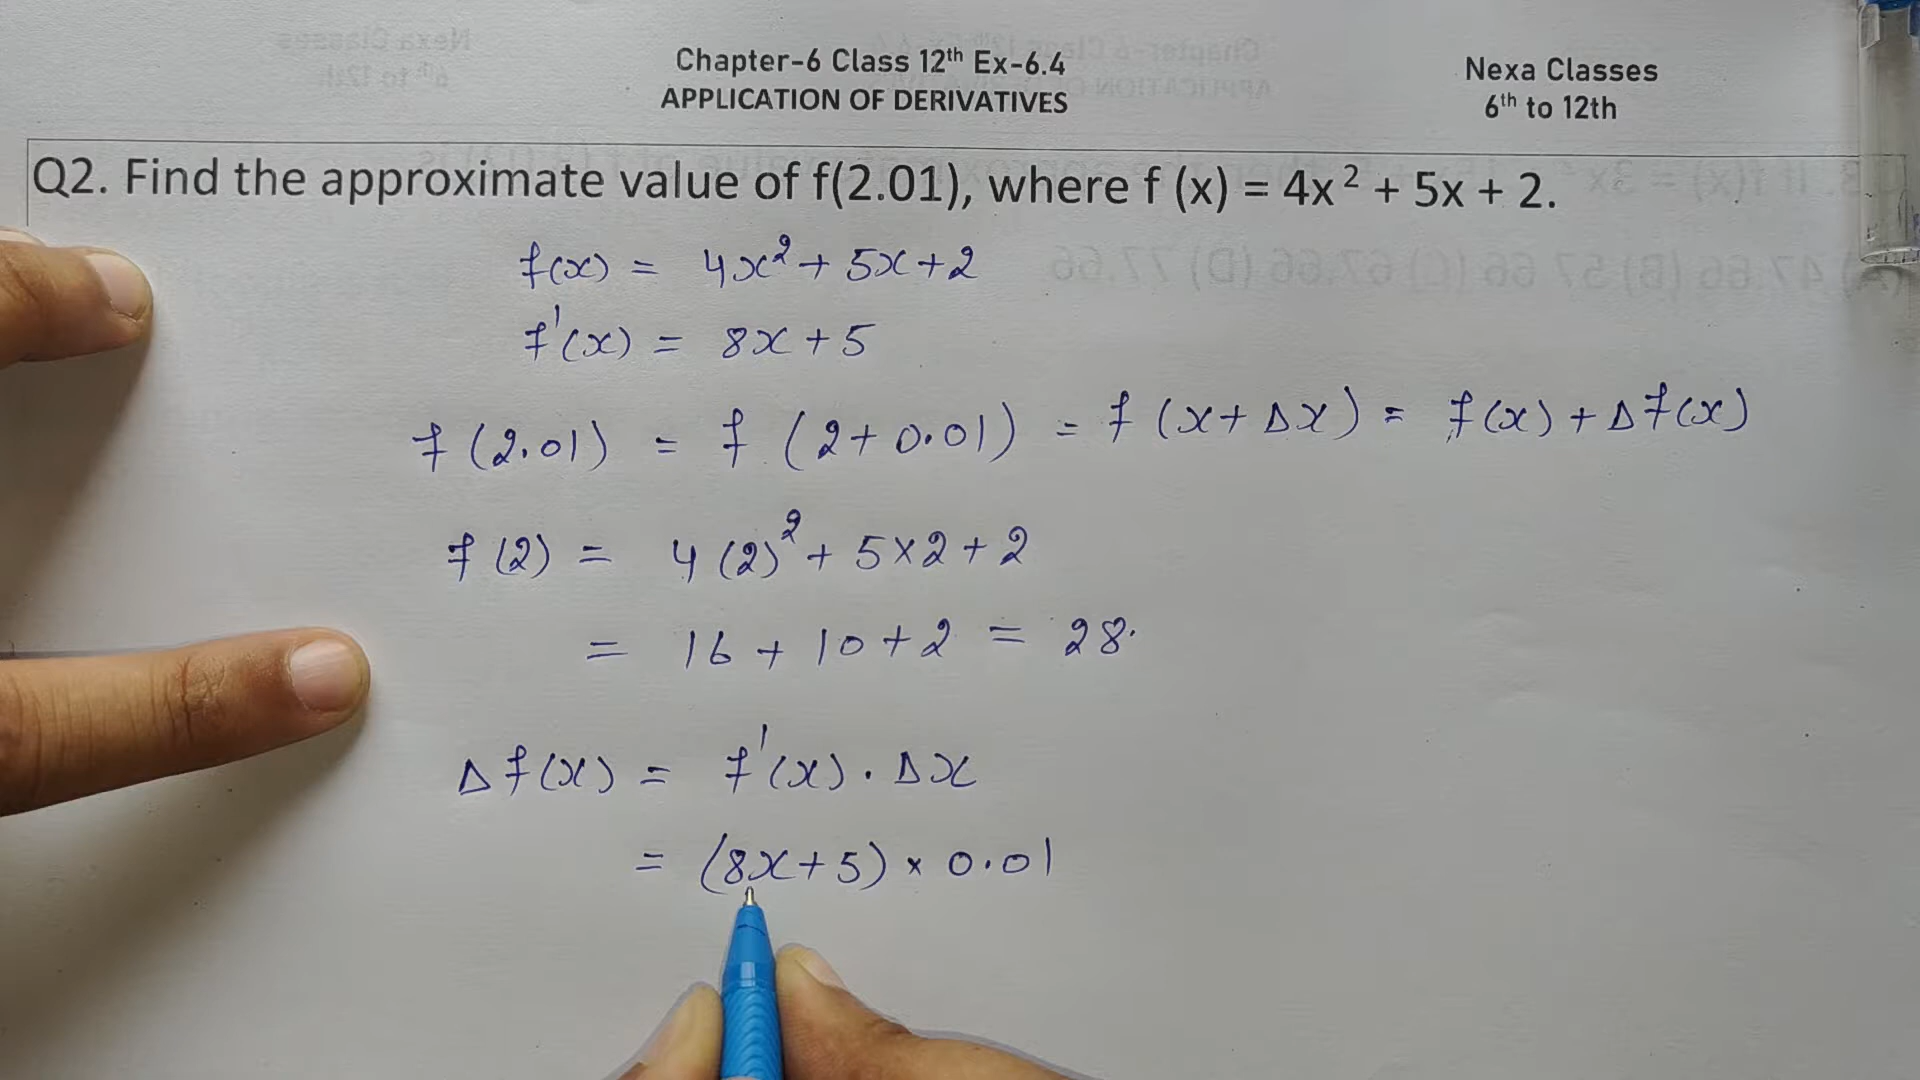 Chapter-6 Class 12th Ex-6.4
APPLICATION OF DERIVATIVES
Nexa Classes
6th to 12th
Q2. Find the approximate value of f(2.01), where f (x) = 4x² + 5x + 2.
f(x) = 4x² + 5x + 2
f'(x) = 8x + 5
f (2.01) = f (2 + 0.01) = f (x + Δx) = f(x) + Δf(x)
f (2) = 4 (2)² + 5×2 + 2
= 16 + 10 + 2 = 28.
Δ f(x) = f'(x) . Δx
= (8x + 5) × 0.01